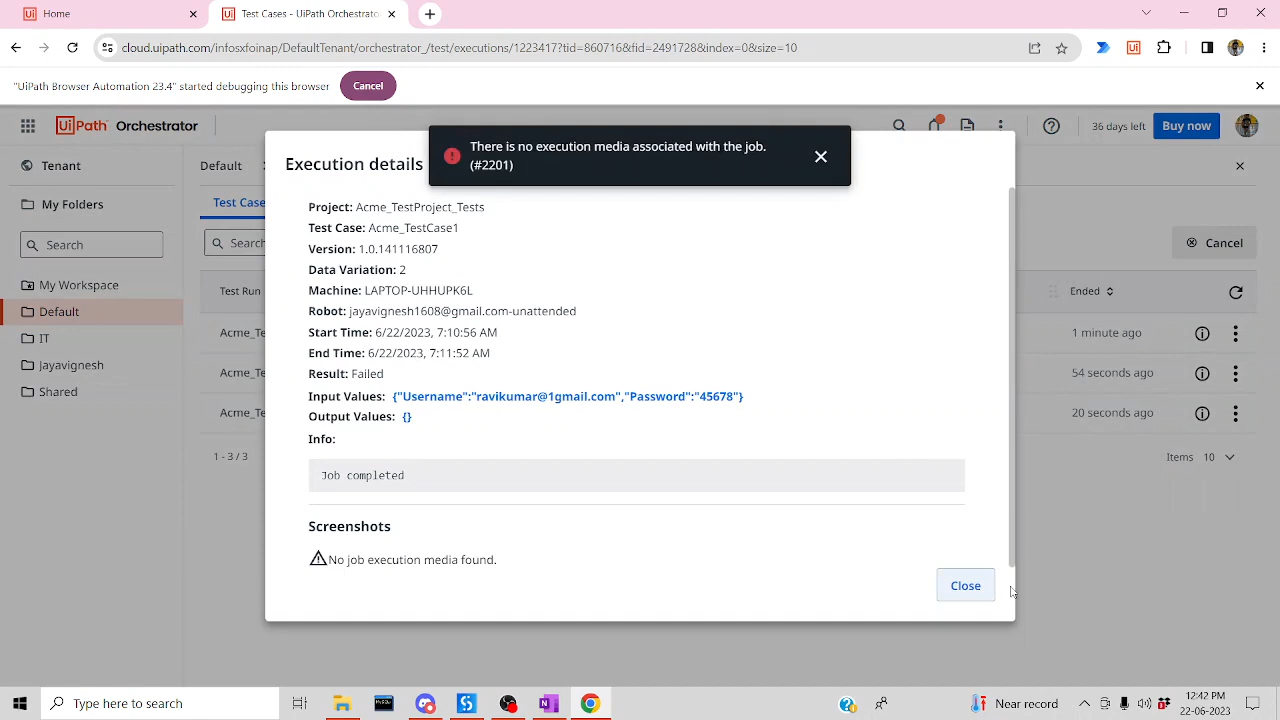 Home
Test Cases - UiPath Orchestrator
cloud.uipath.com/infosxfoinap/DefaultTenant/orchestrator_/test/executions/1223417?tid=860716&fid=2491728&index=0&size=10
"UiPath Browser Automation 23.4" started debugging this browser
Cancel
UiPath Orchestrator
36 days left
Buy now
There is no execution media associated with the job.
(#2201)
Tenant
Default
Execution details
My Folders
Test Case
Project: Acme_TestProject_Tests
Test Case: Acme_TestCase1
Search
Search
Cancel
Version: 1.0.141116807
Data Variation: 2
My Workspace
Test Run
Machine: LAPTOP-UHHUPK6L
Ended
Default
Robot: jayavignesh1608@gmail.com-unattended
IT
Acme_Te
Start Time: 6/22/2023, 7:10:56 AM
1 minute ago
End Time: 6/22/2023, 7:11:52 AM
Jayavignesh
Acme_Te
Result: Failed
54 seconds ago
Shared
Input Values: {"Username":"ravikumar@1gmail.com","Password":"45678"}
Acme_Te
Output Values: {}
20 seconds ago
Info:
1 - 3 / 3
Items 10
Job completed
Screenshots
No job execution media found.
Close
Type here to search
Near record
12:42 PM
22-06-2023